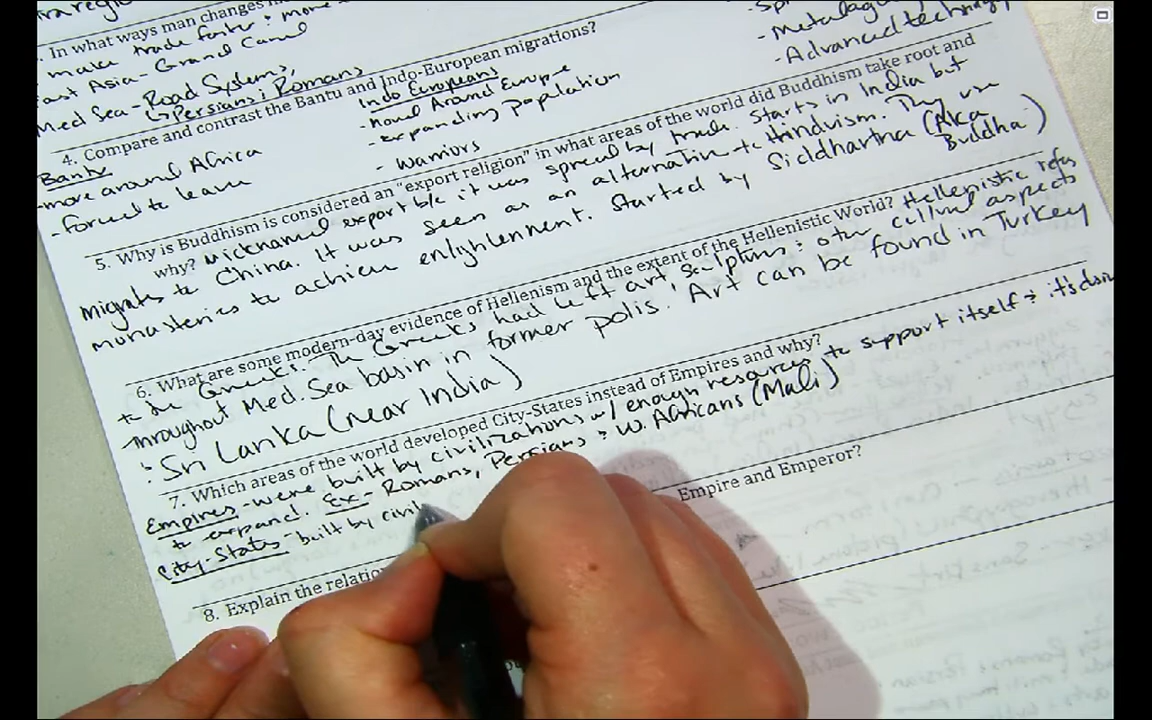 In what ways man changes
make trade faster : more
East Asia - Grand Canal
Med Sea - Road Systems,
↳ Persians : Romans
- Metalogy
- Advanced technology
4. Compare and contrast the Bantu and Indo-European migrations?
Bantu
- move around Africa
- forced to leave
Indo Europeans
- moved Around Europe
- expanding population
- warriors
5. Why is Buddhism is considered an "export religion" in what areas of the world did Buddhism take root and
why? nicknamed export b/c it was spread by trade. Starts in India but
migrates to China. It was seen as an alternative to Hinduism. They use
monasteries to achieve enlightenment. Started by Siddhartha (Aka
Buddha)
6. What are some modern-day evidence of Hellenism and the extent of the Hellenistic World? Hellenistic refers
to the Greeks. The Greeks had left art, sculptures : other cultural aspects
throughout Med. Sea basin in former polis. Art can be found in Turkey
: Sri Lanka (near India)
7. Which areas of the world developed City-States instead of Empires and why?
Empires - were built by civilizations w/ enough resources to support itself : it's desire
to expand. Ex - Romans, Persians : W. Africans (Mali)
City-States - built by civil
8. Explain the relatio Empire and Emperor?